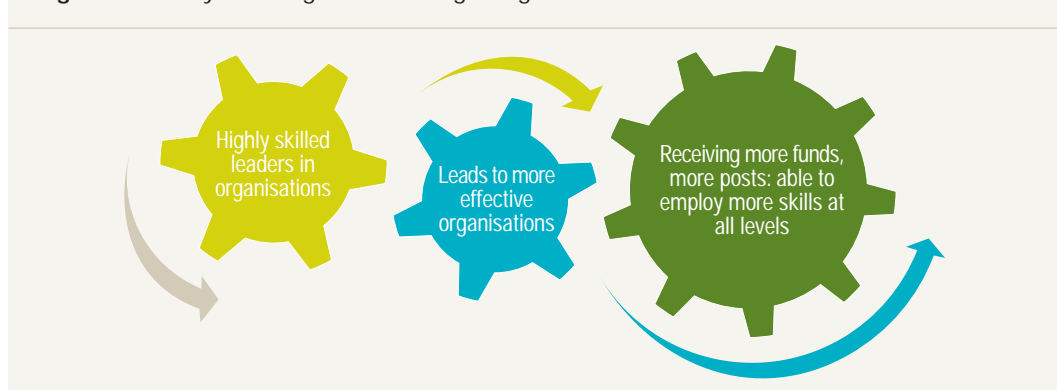 Highly skilled
leaders in
organisations
Leads to more
effective
organisations
Receiving more funds,
more posts: able to
employ more skills at
all levels